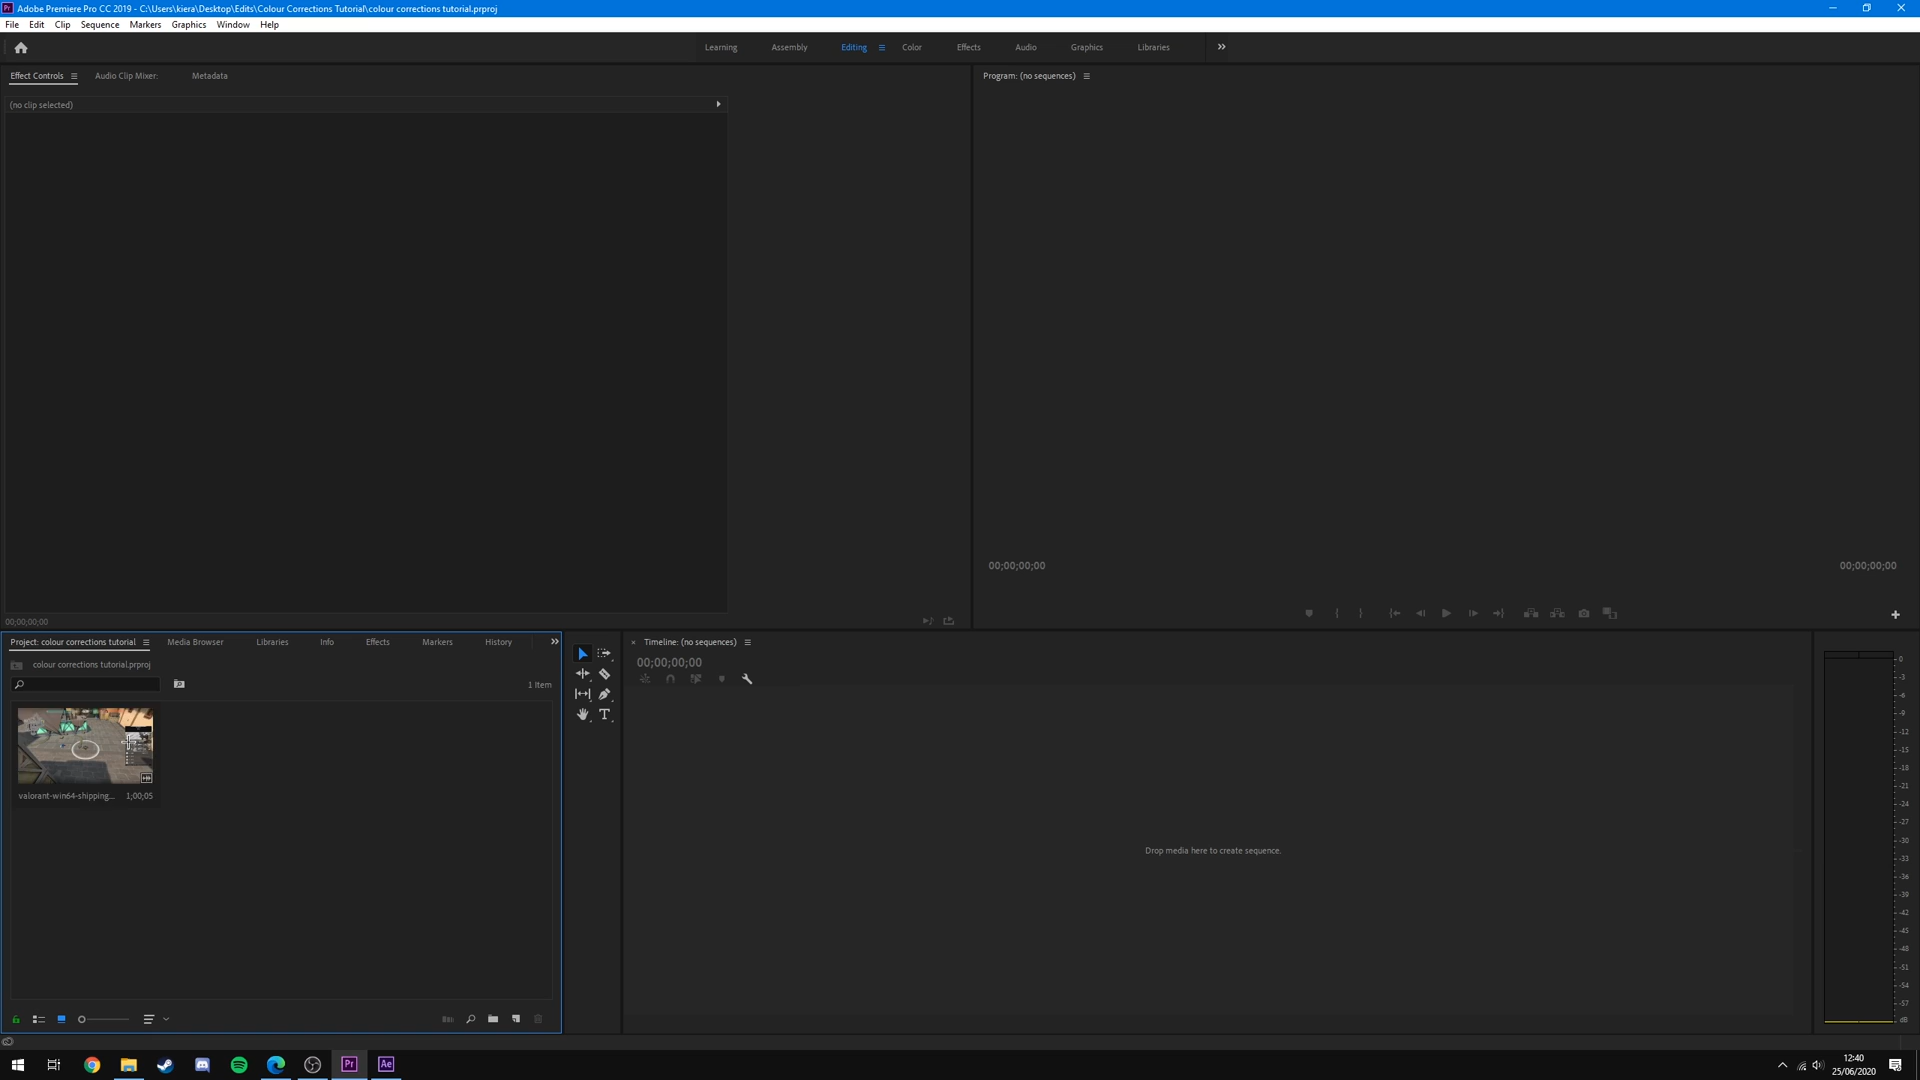 Adobe Premiere Pro CC 2019 - C:\Users\kiera\Desktop\Edits\Colour Corrections Tutorial\colour corrections tutorial.prproj
File Edit Clip Sequence Markers Graphics Window Help
Learning Assembly Editing Color Effects Audio Graphics Libraries
Effect Controls Audio Clip Mixer: Metadata
Program: (no sequences)
(no clip selected)
00;00;00;00 00;00;00;00
00;00;00;00
Project: colour corrections tutorial Media Browser Libraries Info Effects Markers History
Timeline: (no sequences)
colour corrections tutorial.prproj
00;00;00;00
1 Item
valorant-win64-shipping... 1;00;05
Drop media here to create sequence.
0
-3
-6
-9
-12
-15
-18
-21
-24
-27
-30
-33
-36
-39
-42
-45
-48
-51
-54
-57
dB
Pr
Ae
12:40
25/06/2020